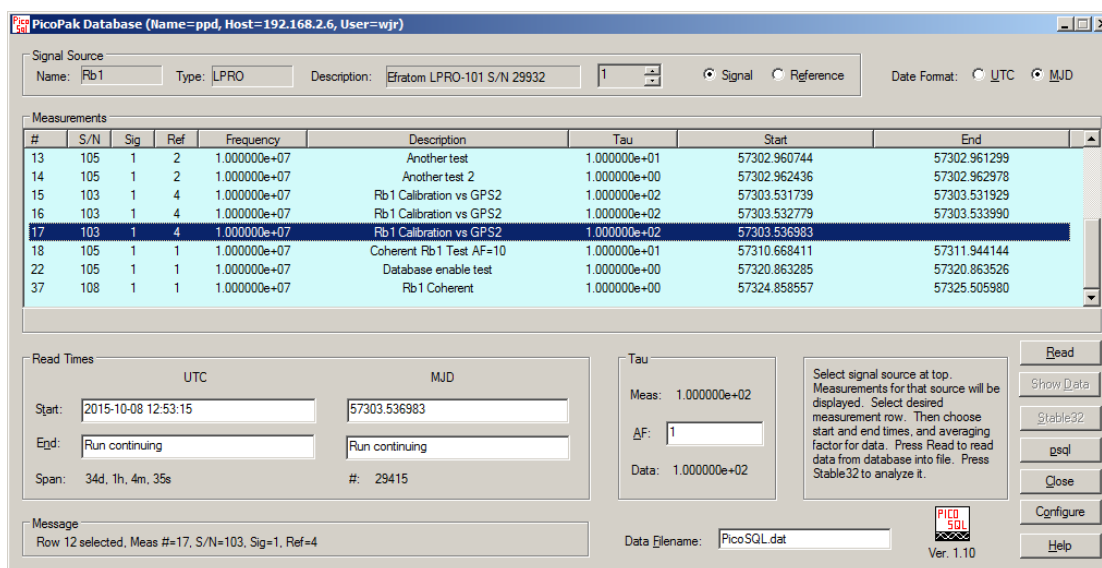 Pico Sql PicoPak Database (Name=ppd, Host=192.168.2.6, User=wjr)
Signal Source
Name: Rb1 Type: LPRO Description: Efratom LPRO-101 S/N 29932 1 Signal Reference Date Format: UTC MJD
Measurements
# S/N Sig Ref Frequency Description Tau Start End
13 105 1 2 1.000000e+07 Another test 1.000000e+01 57302.960744 57302.961299
14 105 1 2 1.000000e+07 Another test 2 1.000000e+00 57302.962436 57302.962978
15 103 1 4 1.000000e+07 Rb1 Calibration vs GPS2 1.000000e+02 57303.531739 57303.531929
16 103 1 4 1.000000e+07 Rb1 Calibration vs GPS2 1.000000e+02 57303.532779 57303.533990
17 103 1 4 1.000000e+07 Rb1 Calibration vs GPS2 1.000000e+02 57303.536983
18 105 1 1 1.000000e+07 Coherent Rb1 Test AF=10 1.000000e+01 57310.668411 57311.944144
22 105 1 1 1.000000e+07 Database enable test 1.000000e+00 57320.863285 57320.863526
37 108 1 1 1.000000e+07 Rb1 Coherent 1.000000e+00 57324.858557 57325.505980
Read Times
UTC MJD
Start: 2015-10-08 12:53:15 57303.536983
End: Run continuing Run continuing
Span: 34d, 1h, 4m, 35s #: 29415
Tau
Meas: 1.000000e+02
AF: 1
Data: 1.000000e+02
Select signal source at top.
Measurements for that source will be
displayed. Select desired
measurement row. Then choose
start and end times, and averaging
factor for data. Press Read to read
data from database into file. Press
Stable32 to analyze it.
Read
Show Data
Stable32
psql
Close
Configure
Help
Message
Row 12 selected, Meas #=17, S/N=103, Sig=1, Ref=4
Data Filename: PicoSQL.dat
PICO
SQL
Ver. 1.10